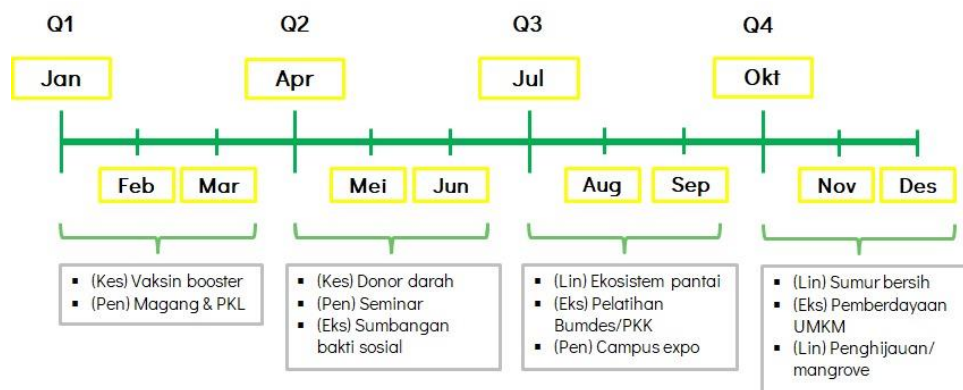 Q1
Q2
Q3
Q4
Jan
Apr
Jul
Okt
Feb
Mar
Mei
Jun
Aug
Sep
Nov
Des
▪ (Kes) Vaksin booster
▪ (Pen) Magang & PKL
▪ (Kes) Donor darah
▪ (Pen) Seminar
▪ (Eks) Sumbangan
bakti sosial
▪ (Lin) Ekosistem pantai
▪ (Eks) Pelatihan
Bumdes/PKK
▪ (Pen) Campus expo
▪ (Lin) Sumur bersih
▪ (Eks) Pemberdayaan
UMKM
▪ (Lin) Penghijauan/
mangrove